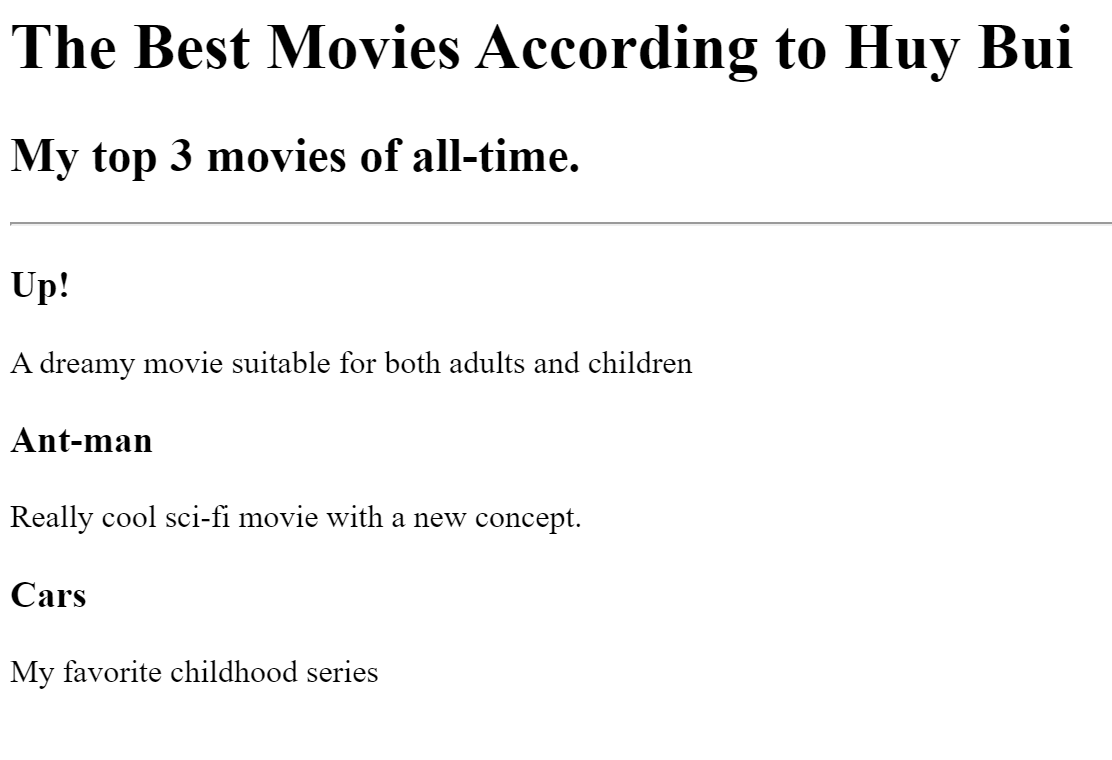 The Best Movies According to Huy Bui
My top 3 movies of all-time.
Up!
A dreamy movie suitable for both adults and children
Ant-man
Really cool sci-fi movie with a new concept.
Cars
My favorite childhood series